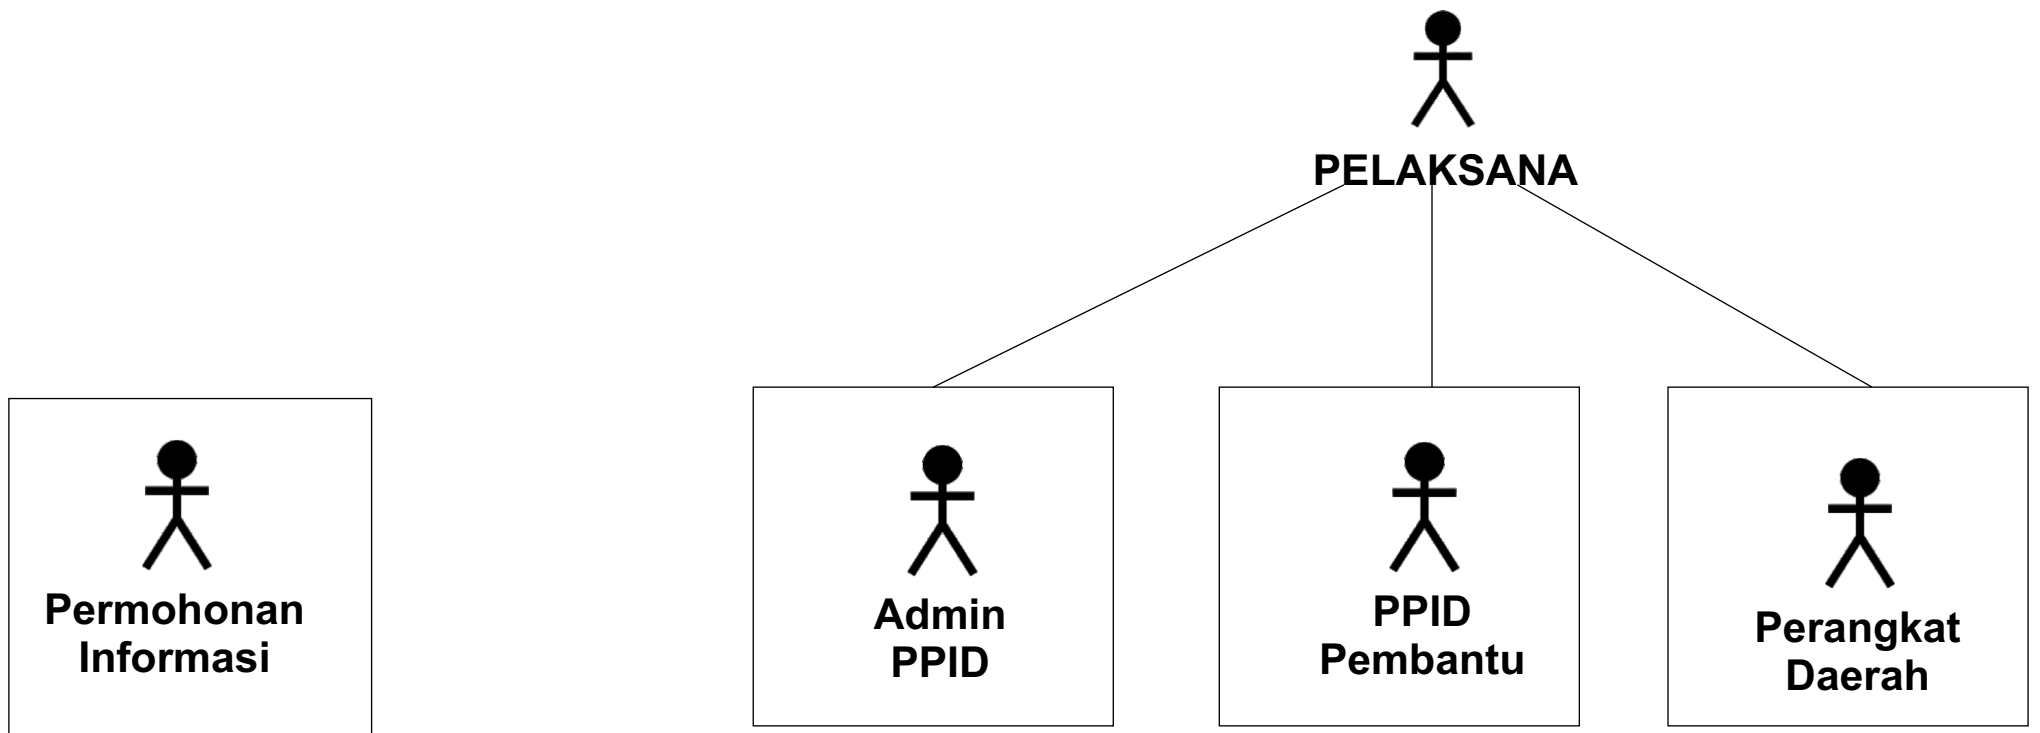 PELAKSANA
Permohonan
Informasi
Admin
PPID
PPID
Pembantu
Perangkat
Daerah